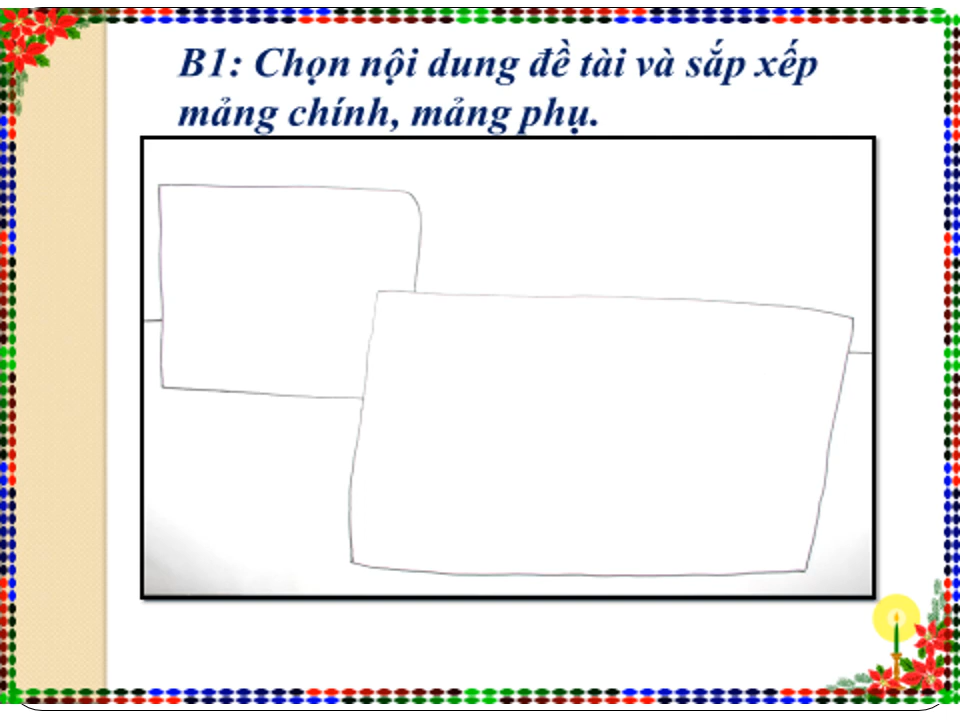 B1: Chọn nội dung đề tài và sắp xếp
mảng chính, mảng phụ.